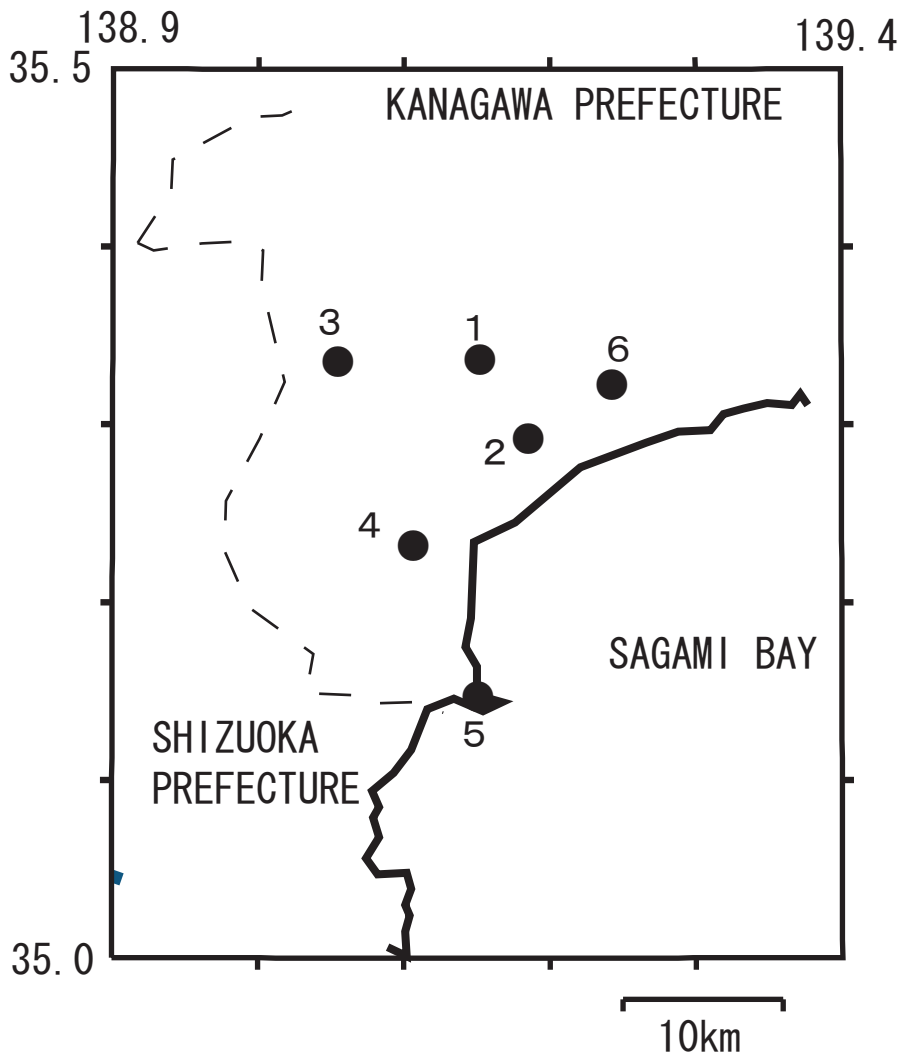 138.9
139.4
35.5
KANAGAWA PREFECTURE
3
1
6
2
4
SAGAMI BAY
5
SHIZUOKA
PREFECTURE
35.0
10km